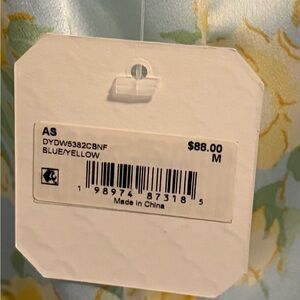 AS
DYDW5382CBNF $88.00
BLUE/YELLOW M
1 98974 87318 5
Made in China